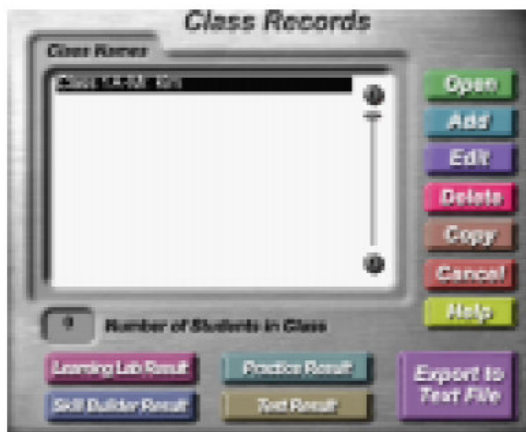 Class Records
Class Names
Class
Open
Add
Edit
Delete
Copy
Cancel
Help
Number of Students in Class
Learning Lab Result
Practice Result
Skill Builder Result
Test Result
Export to
Text File